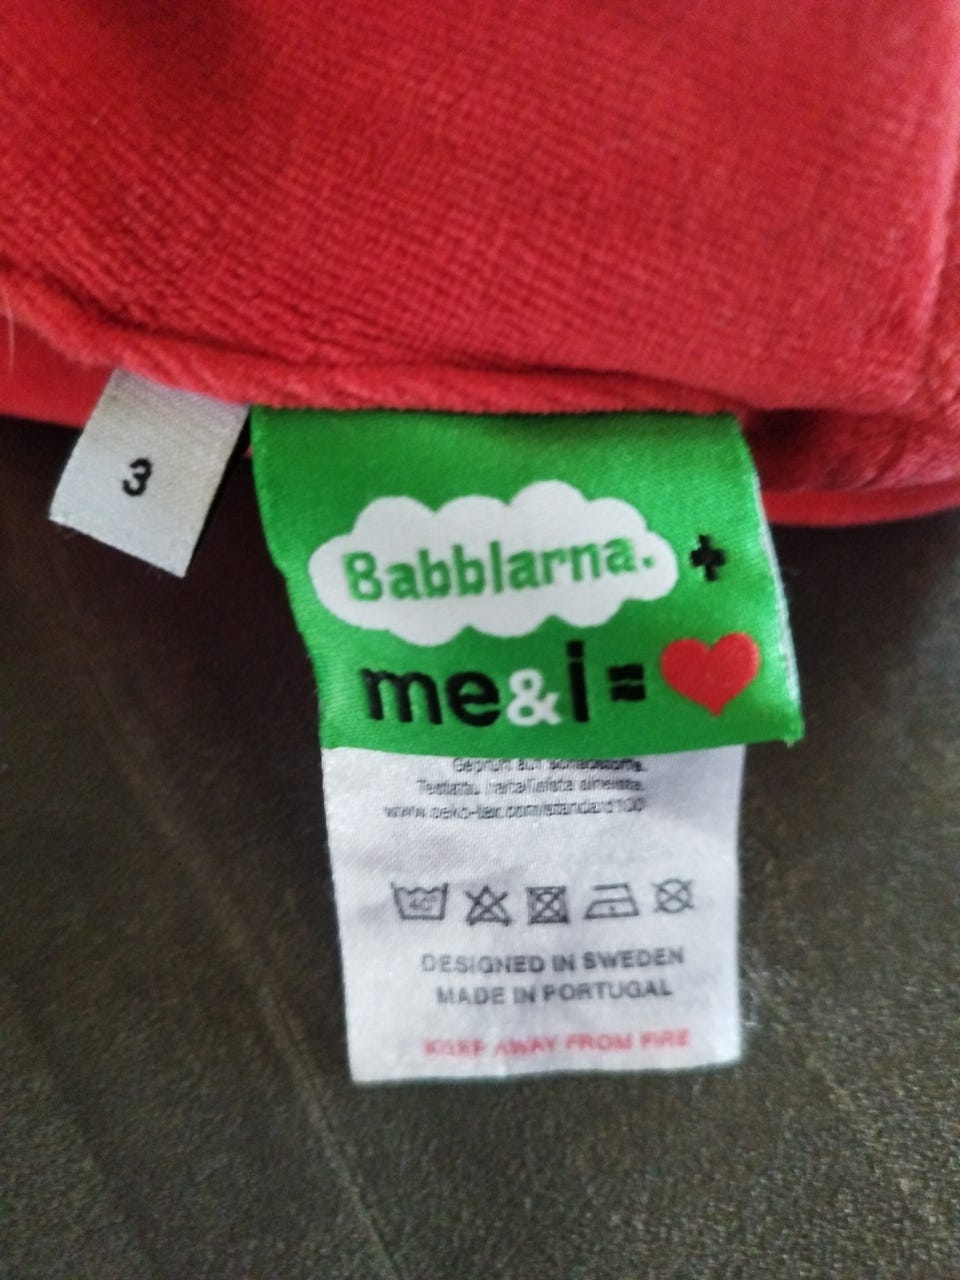 3
Babblarna. +
me&i = ♥
Geprüft auf Schadstoffe.
www.oeko-tex.com/standard100
40°
DESIGNED IN SWEDEN
MADE IN PORTUGAL
KEEP AWAY FROM FIRE